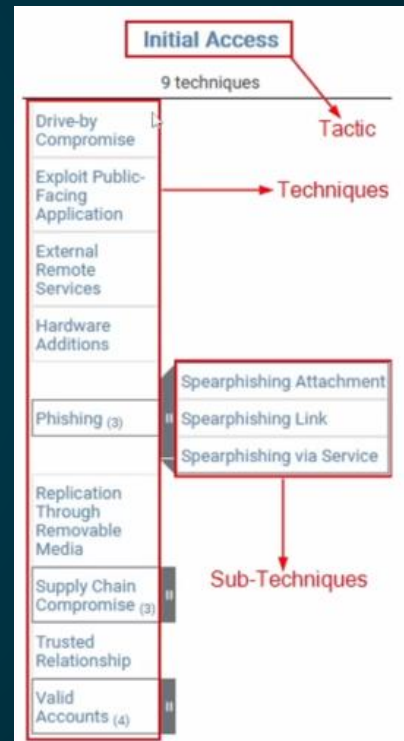 Initial Access
9 techniques
Tactic
Drive-by
Compromise
Techniques
Exploit Public-
Facing
Application
External
Remote
Services
Hardware
Additions
Phishing (3)
Spearphishing Attachment
Spearphishing Link
Spearphishing via Service
Sub-Techniques
Replication
Through
Removable
Media
Supply Chain
Compromise (3)
Trusted
Relationship
Valid
Accounts (4)